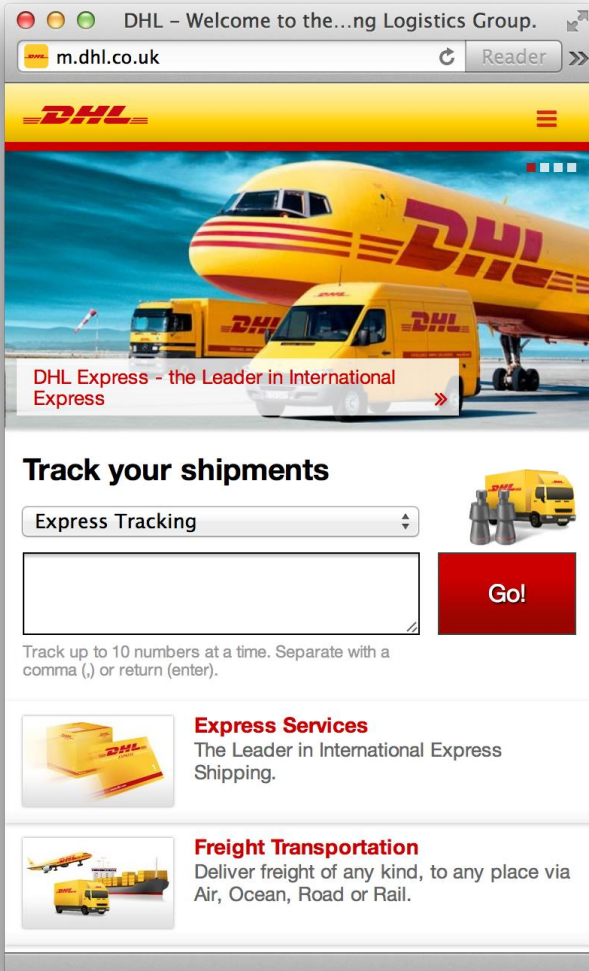 DHL – Welcome to the...ng Logistics Group.
m.dhl.co.uk
Reader
DHL
DHL
DHL
DHL
DHL Express - the Leader in International
Express
Track your shipments
Express Tracking
Go!
Track up to 10 numbers at a time. Separate with a
comma (,) or return (enter).
Express Services
The Leader in International Express
Shipping.
DHL
Freight Transportation
Deliver freight of any kind, to any place via
Air, Ocean, Road or Rail.